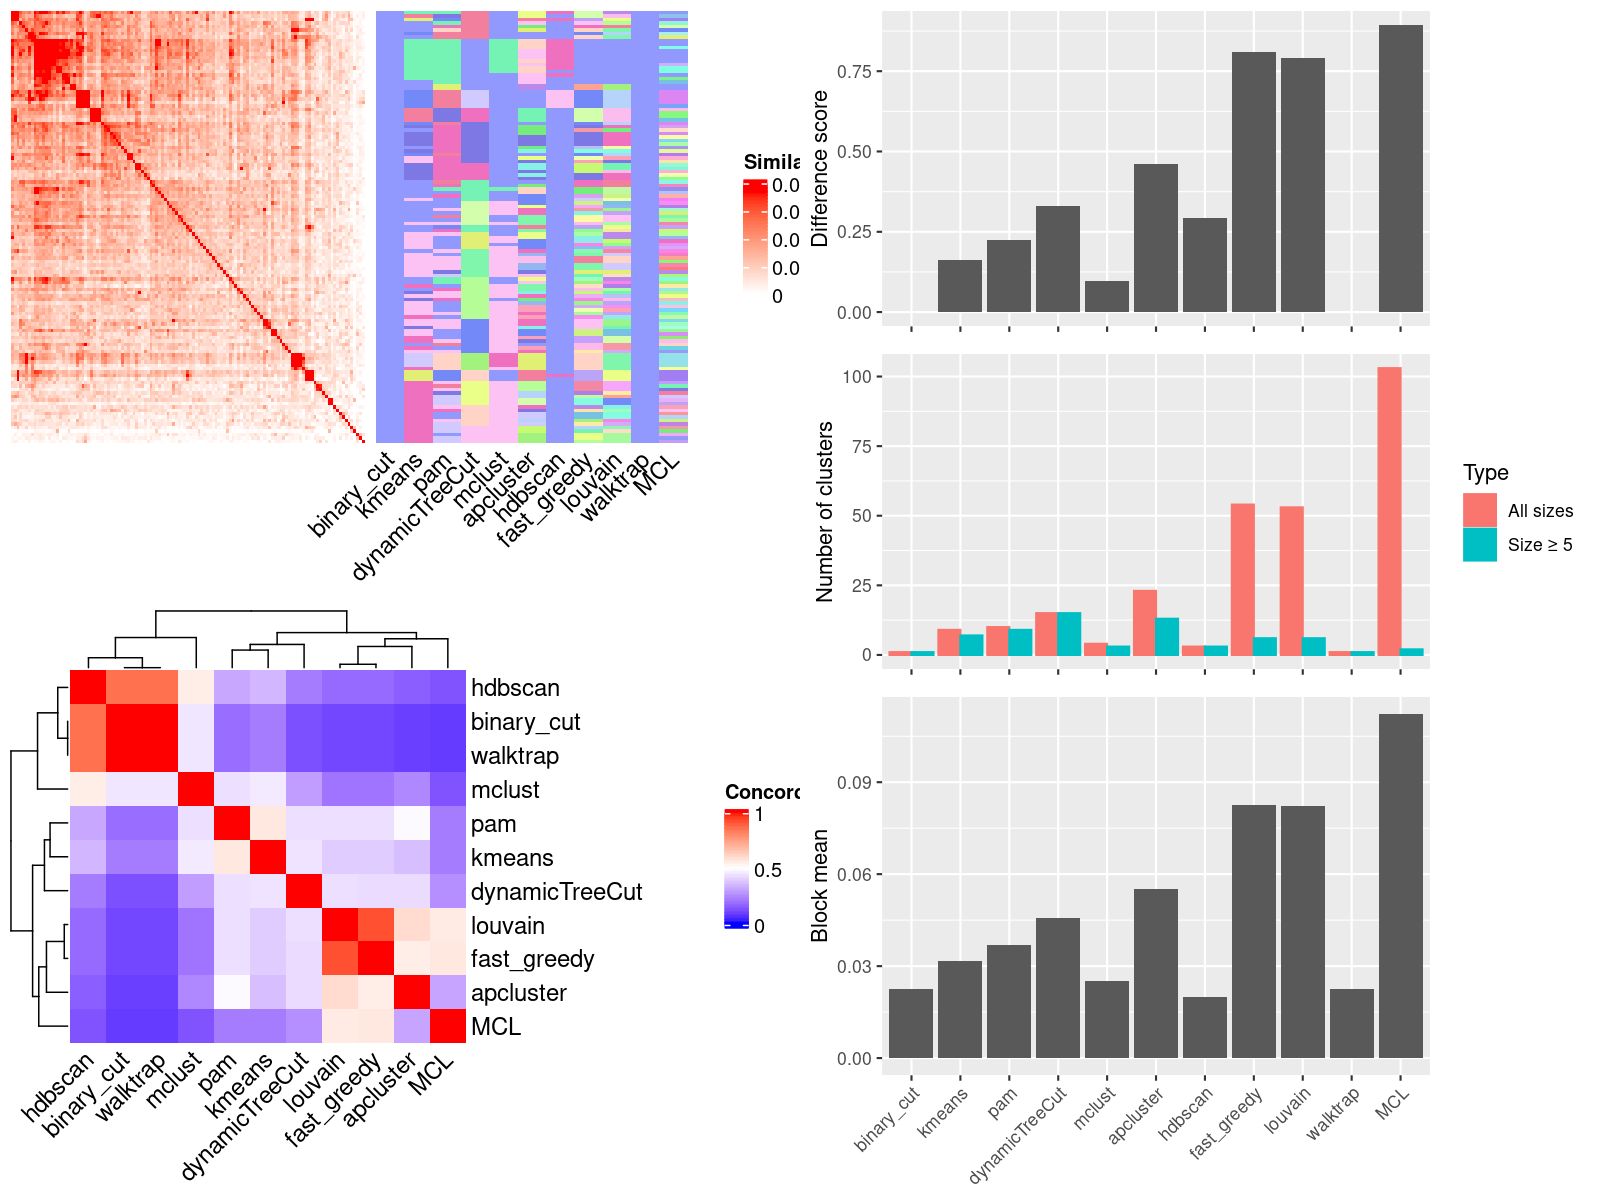 binary_cut
kmeans
pam
dynamicTreeCut
mclust
apcluster
hdbscan
fast_greedy
louvain
walktrap
MCL
Simila
0.0
0.0
0.0
0.0
0
hdbscan
binary_cut
walktrap
mclust
pam
kmeans
dynamicTreeCut
louvain
fast_greedy
apcluster
MCL
hdbscan
binary_cut
walktrap
mclust
pam
kmeans
dynamicTreeCut
louvain
fast_greedy
apcluster
MCL
Concord
1
0.5
0
Difference score
0.75
0.50
0.25
0.00
Number of clusters
100
75
50
25
0
Type
All sizes
Size ≥ 5
Block mean
0.09
0.06
0.03
0.00
binary_cut
kmeans
pam
dynamicTreeCut
mclust
apcluster
hdbscan
fast_greedy
louvain
walktrap
MCL